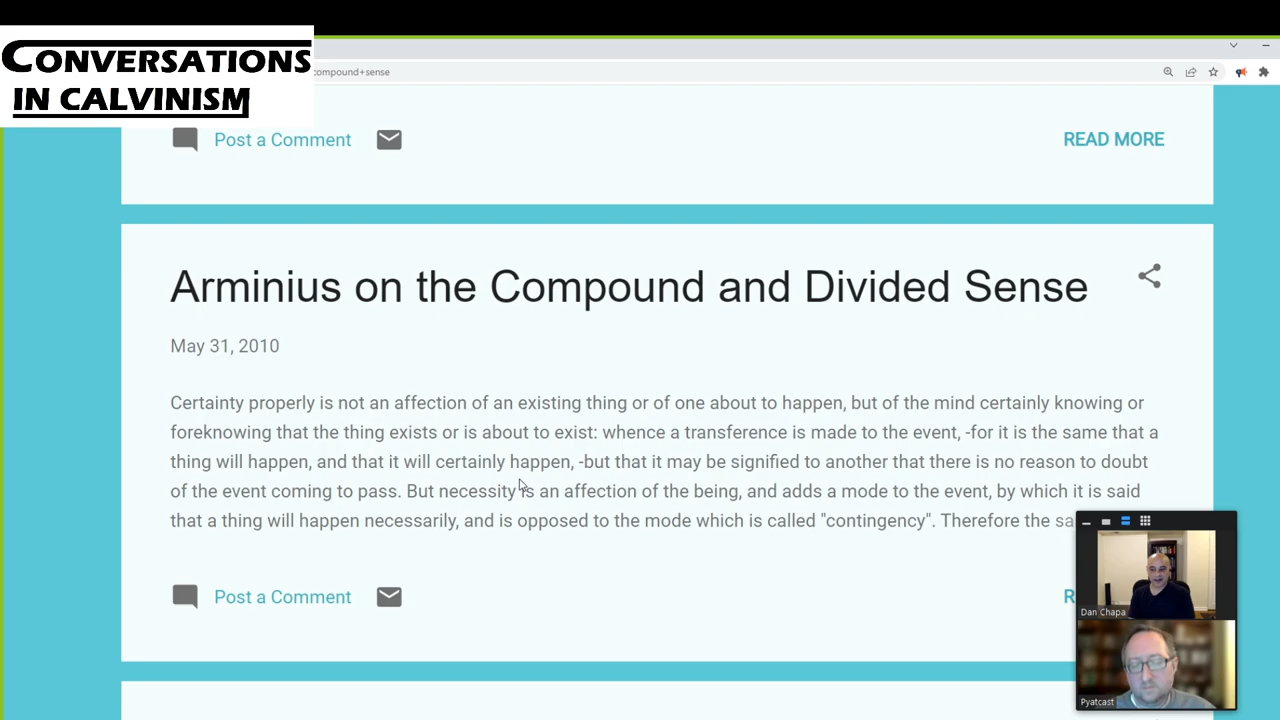 CONVERSATIONS
IN CALVINISM
compound+sense
Post a Comment
READ MORE
Arminius on the Compound and Divided Sense
May 31, 2010
Certainty properly is not an affection of an existing thing or of one about to happen, but of the mind certainly knowing or
foreknowing that the thing exists or is about to exist: whence a transference is made to the event, -for it is the same that a
thing will happen, and that it will certainly happen, -but that it may be signified to another that there is no reason to doubt
of the event coming to pass. But necessity is an affection of the being, and adds a mode to the event, by which it is said
that a thing will happen necessarily, and is opposed to the mode which is called "contingency". Therefore the sa
Post a Comment
R
Dan Chapa
Pyatcast